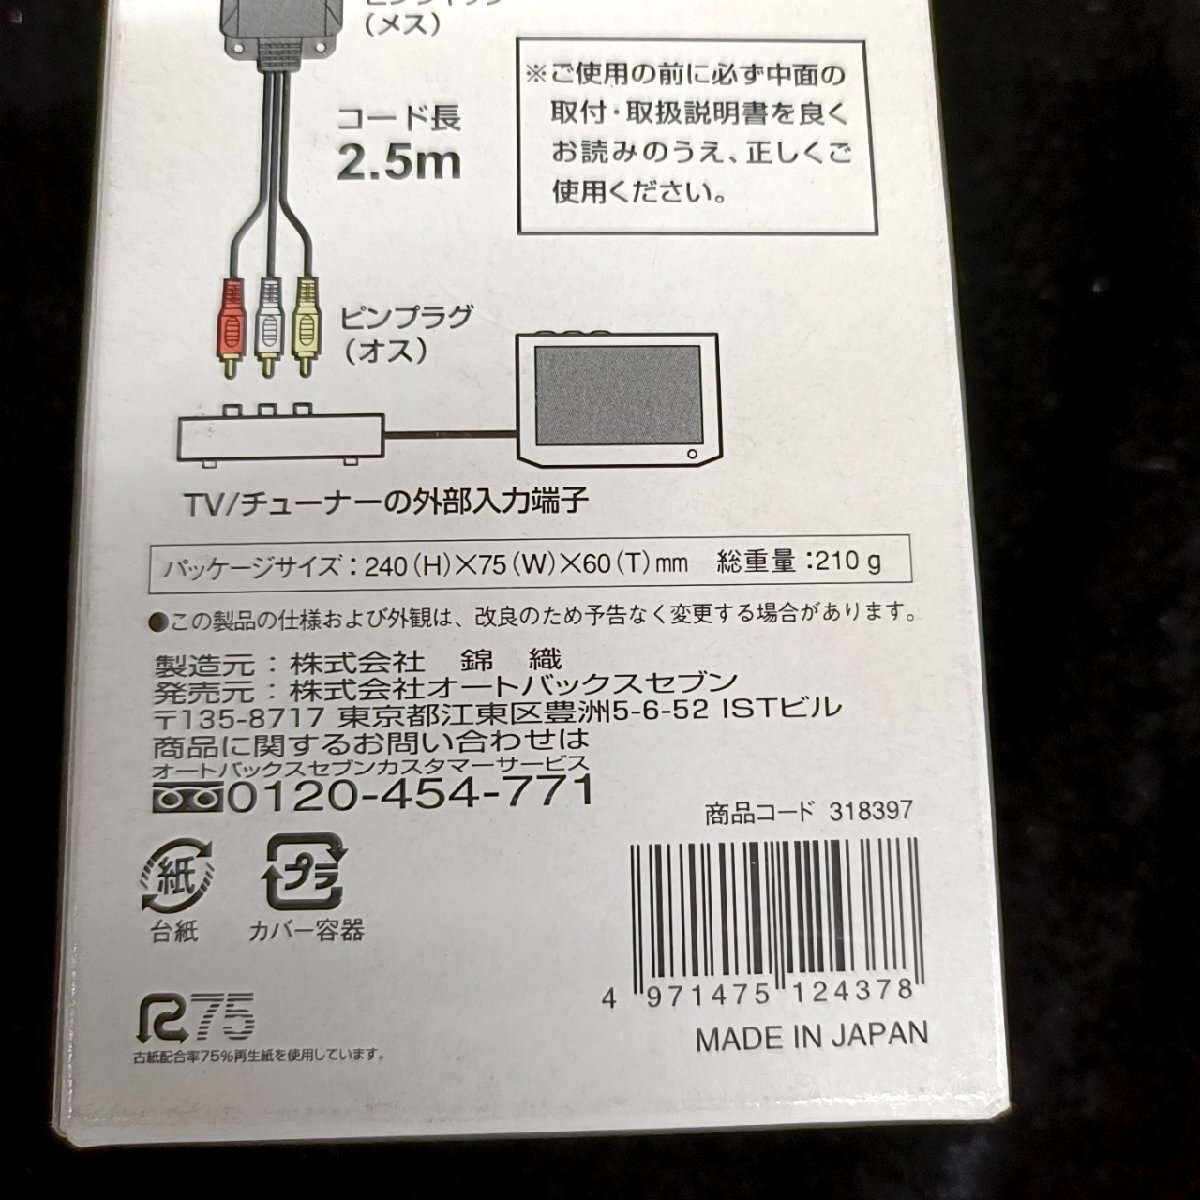 (メス)
コード長
2.5m
※ご使用の前に必ず中面の
取付・取扱説明書を良く
お読みのうえ、正しくご
使用ください。
ピンプラグ
(オス)
TV/チューナーの外部入力端子
パッケージサイズ:240(H)×75(W)×60(T)mm 総重量:210g
●この製品の仕様および外観は、改良のため予告なく変更する場合があります。
製造元:株式会社 錦 織
発売元:株式会社オートバックスセブン
〒135-8717 東京都江東区豊洲5-6-52 ISTビル
商品に関するお問い合わせは
オートバックスセブンカスタマーサービス
0120-454-771
商品コード 318397
紙
台紙
プラ
カバー容器
4 971475 124378
R75
古紙配合率75%再生紙を使用しています。
MADE IN JAPAN